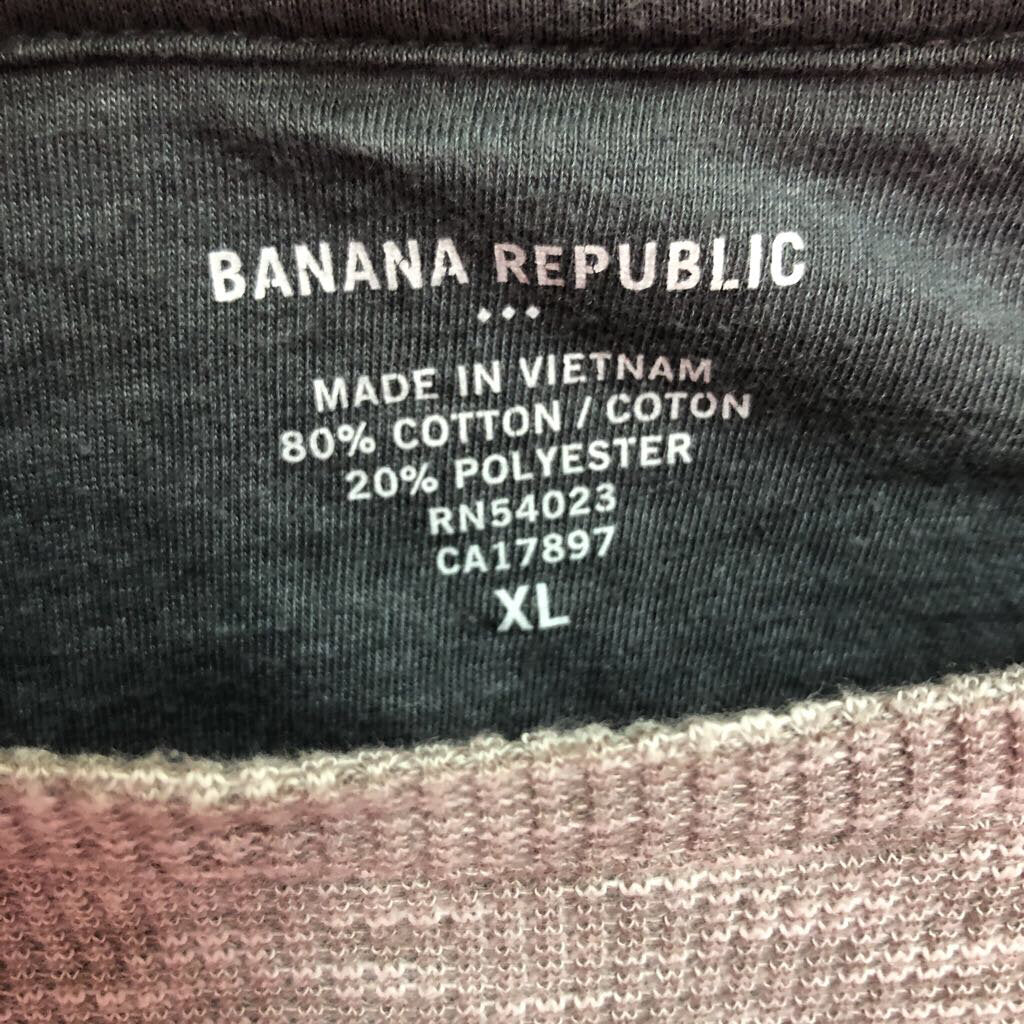 BANANA REPUBLIC
MADE IN VIETNAM
80% COTTON / COTON
20% POLYESTER
RN54023
CA17897
XL